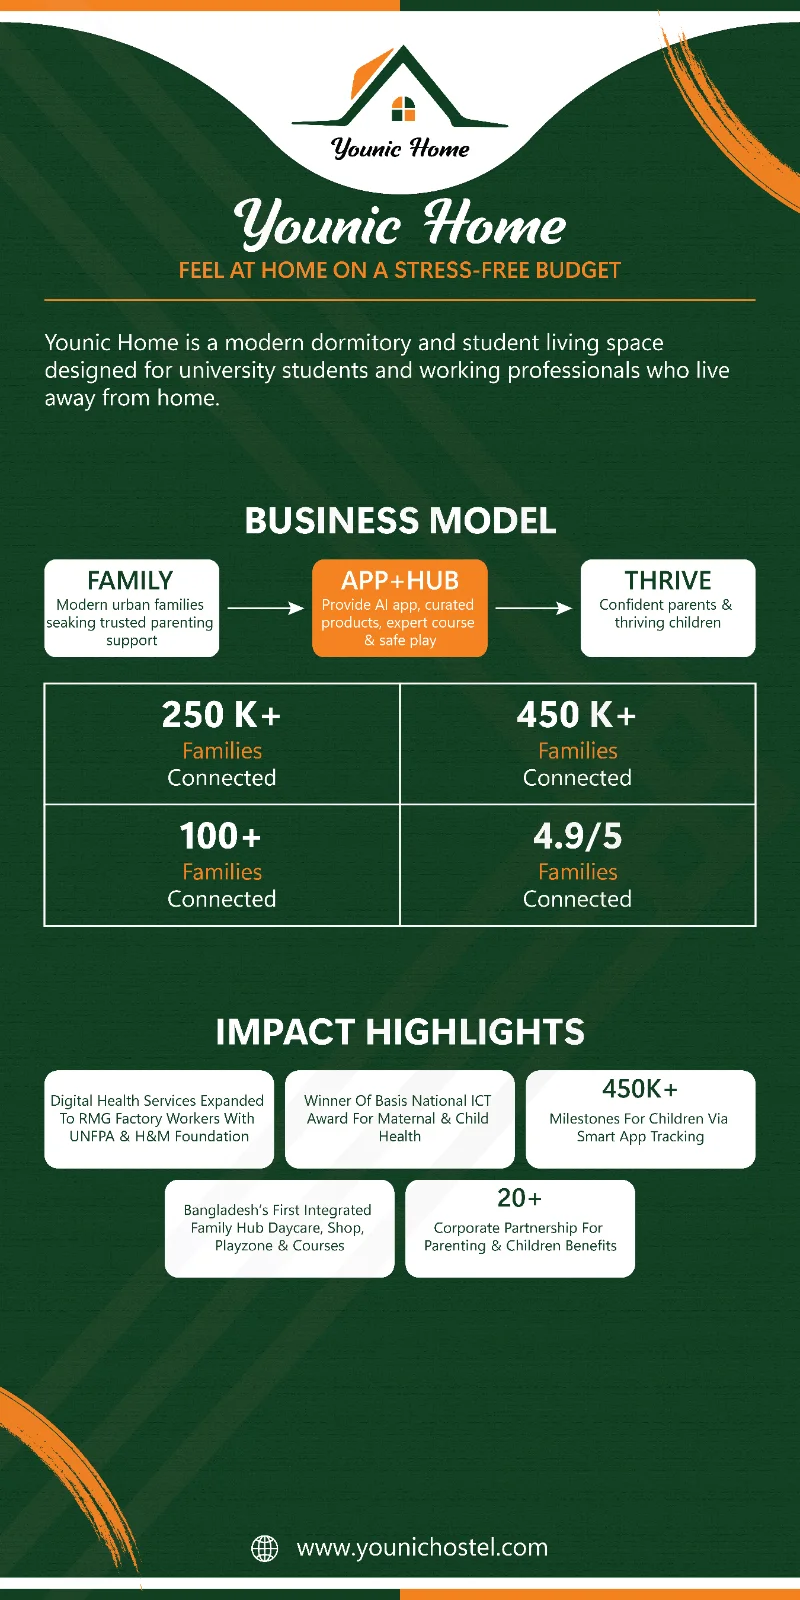 Younic Home
Younic Home
FEEL AT HOME ON A STRESS-FREE BUDGET
Younic Home is a modern dormitory and student living space
designed for university students and working professionals who live
away from home.
BUSINESS MODEL
FAMILY
Modern urban families
seaking trusted parenting
support
APP+HUB
Provide AI app, curated
products, expert course
& safe play
THRIVE
Confident parents &
thriving children
250 K+
Families
Connected
450 K+
Families
Connected
100+
Families
Connected
4.9/5
Families
Connected
IMPACT HIGHLIGHTS
Digital Health Services Expanded
To RMG Factory Workers With
UNFPA & H&M Foundation
Winner Of Basis National ICT
Award For Maternal & Child
Health
450K+
Milestones For Children Via
Smart App Tracking
Bangladesh's First Integrated
Family Hub Daycare, Shop,
Playzone & Courses
20+
Corporate Partnership For
Parenting & Children Benefits
www.younichostel.com